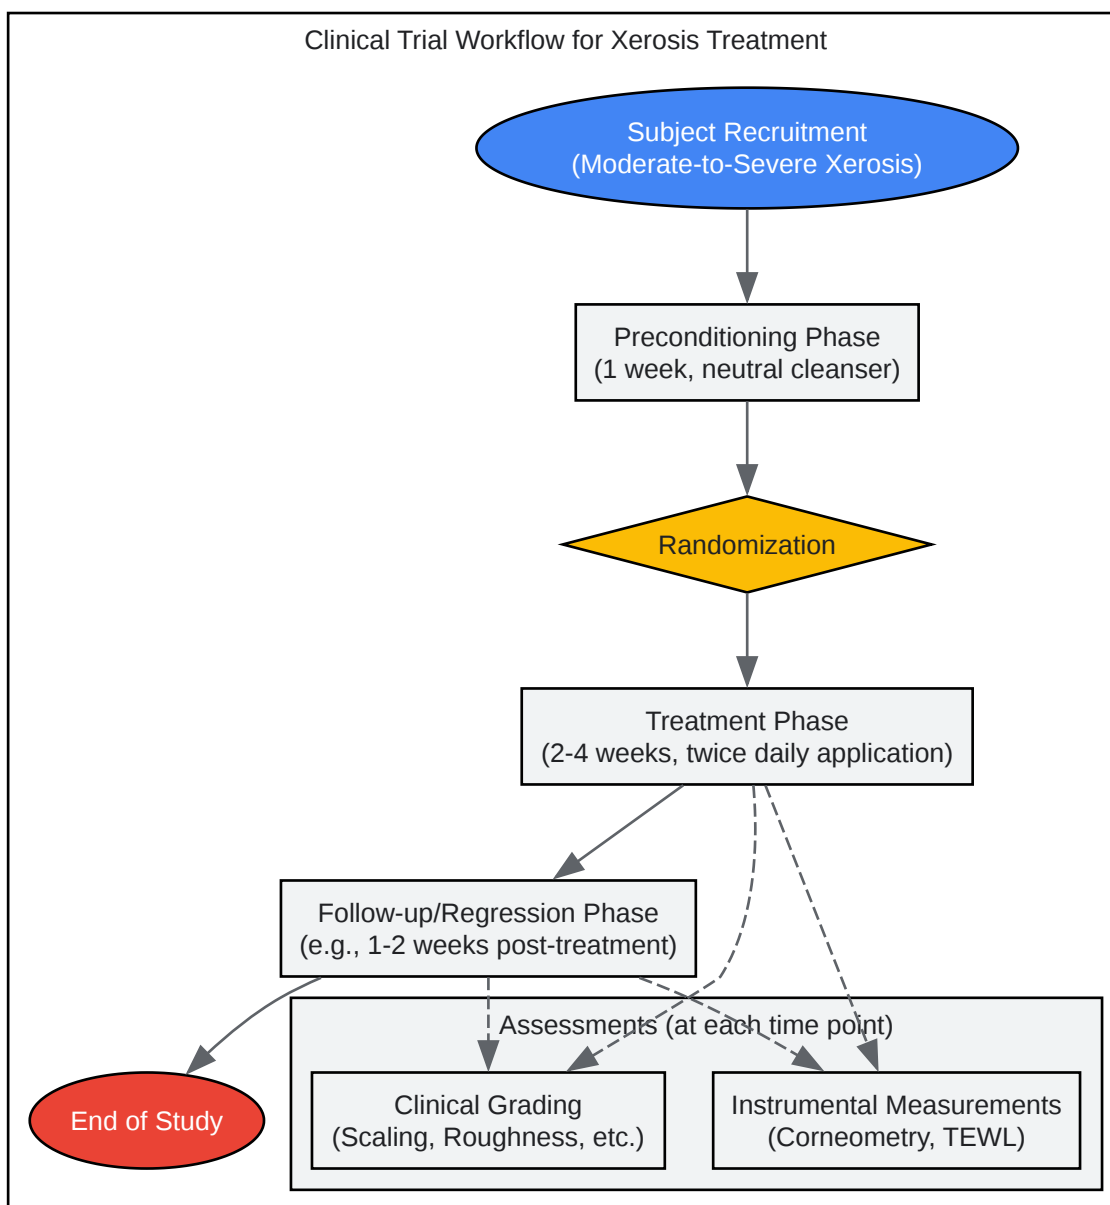 Clinical Trial Workflow for Xerosis Treatment
Subject Recruitment
(Moderate-to-Severe Xerosis)
Preconditioning Phase
(1 week, neutral cleanser)
Randomization
Treatment Phase
(2-4 weeks, twice daily application)
Follow-up/Regression Phase
(e.g., 1-2 weeks post-treatment)
Assessments (at each time point)
End of Study
Clinical Grading
(Scaling, Roughness, etc.)
Instrumental Measurements
(Corneometry, TEWL)